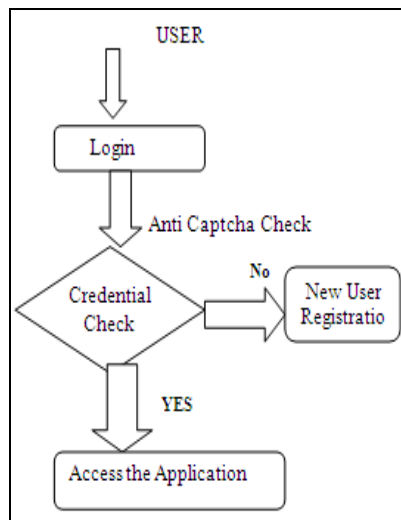 USER
Login
Anti Captcha Check
Credential
Check
No
New User
Registratio
YES
Access the Application